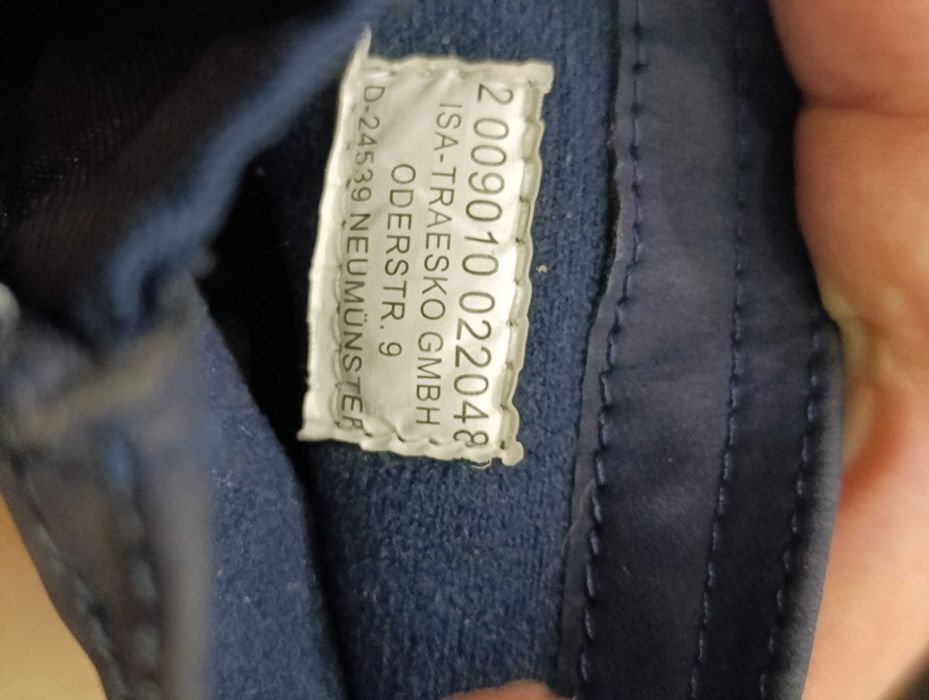 2 009010 022048
ISA-TRAESKO GMBH
ODERSTR. 9
D-24539 NEUMÜNSTER